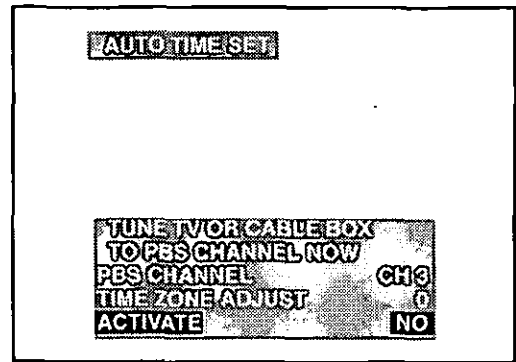 AUTO TIME SET
TUNE TV OR CABLE BOX
TO PBS CHANNEL NOW
PBS CHANNEL CH 3
TIME ZONE ADJUST 0
ACTIVATE NO